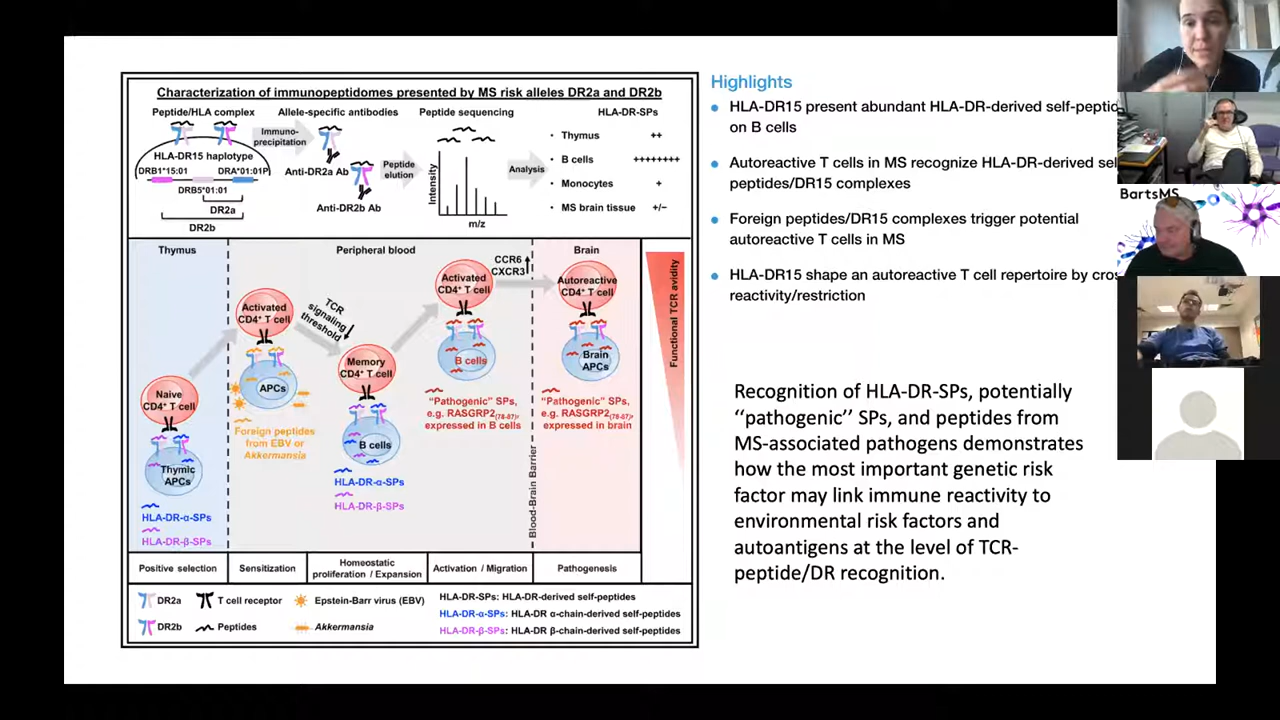 Characterization of immunopeptidomes presented by MS risk alleles DR2a and DR2b
Peptide/HLA complex
HLA-DR15 haplotype
DRB1*15:01
DRA*01:01P
DRB5*01:01
DR2a
DR2b
Immuno-
precipitation
Allele-specific antibodies
Anti-DR2a Ab
Anti-DR2b Ab
Peptide
elution
Peptide sequencing
Intensity
m/z
Analysis
HLA-DR-SPs
• Thymus ++
• B cells ++++++++
• Monocytes +
• MS brain tissue +/−
Thymus
Peripheral blood
Brain
Naive
CD4+ T cell
Thymic
APCs
HLA-DR-α-SPs
HLA-DR-β-SPs
Activated
CD4+ T cell
APCs
Foreign peptides
from EBV or
Akkermansia
TCR
signaling
threshold
Memory
CD4+ T cell
B cells
HLA-DR-α-SPs
HLA-DR-β-SPs
Activated
CD4+ T cell
B cells
"Pathogenic" SPs,
e.g. RASGRP2(78-87),
expressed in B cells
CCR6
CXCR3
Blood-Brain Barrier
Autoreactive
CD4+ T cell
Brain
APCs
"Pathogenic" SPs,
e.g. RASGRP2(78-87),
expressed in brain
Functional TCR avidity
Positive selection
Sensitization
Homeostatic
proliferation / Expansion
Activation / Migration
Pathogenesis
DR2a
T cell receptor
Epstein-Barr virus (EBV)
DR2b
Peptides
Akkermansia
HLA-DR-SPs: HLA-DR-derived self-peptides
HLA-DR-α-SPs: HLA-DR α-chain-derived self-peptides
HLA-DR-β-SPs: HLA-DR β-chain-derived self-peptides
Highlights
• HLA-DR15 present abundant HLA-DR-derived self-peptid
on B cells
• Autoreactive T cells in MS recognize HLA-DR-derived sel
peptides/DR15 complexes
• Foreign peptides/DR15 complexes trigger potential
autoreactive T cells in MS
• HLA-DR15 shape an autoreactive T cell repertoire by cros
reactivity/restriction
Recognition of HLA-DR-SPs, potentially
‘‘pathogenic’’ SPs, and peptides from
MS-associated pathogens demonstrates
how the most important genetic risk
factor may link immune reactivity to
environmental risk factors and
autoantigens at the level of TCR-
peptide/DR recognition.
BartsMS